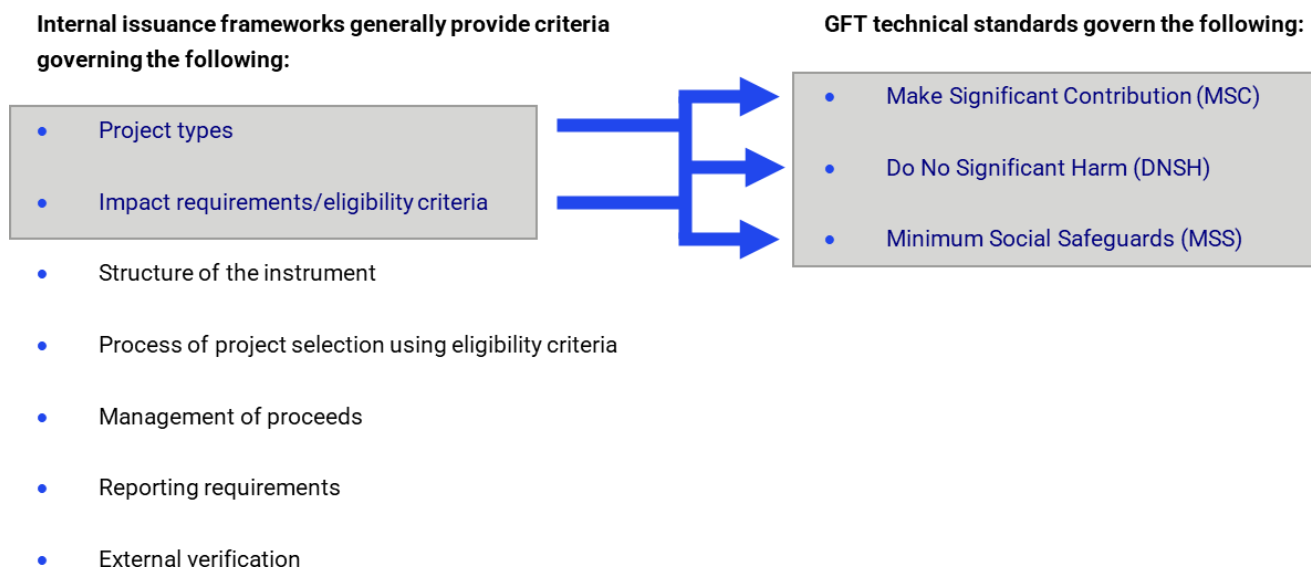 Internal issuance frameworks generally provide criteria
governing the following:
• Project types
• Impact requirements/eligibility criteria
• Structure of the instrument
• Process of project selection using eligibility criteria
• Management of proceeds
• Reporting requirements
• External verification
GFT technical standards govern the following:
• Make Significant Contribution (MSC)
• Do No Significant Harm (DNSH)
• Minimum Social Safeguards (MSS)